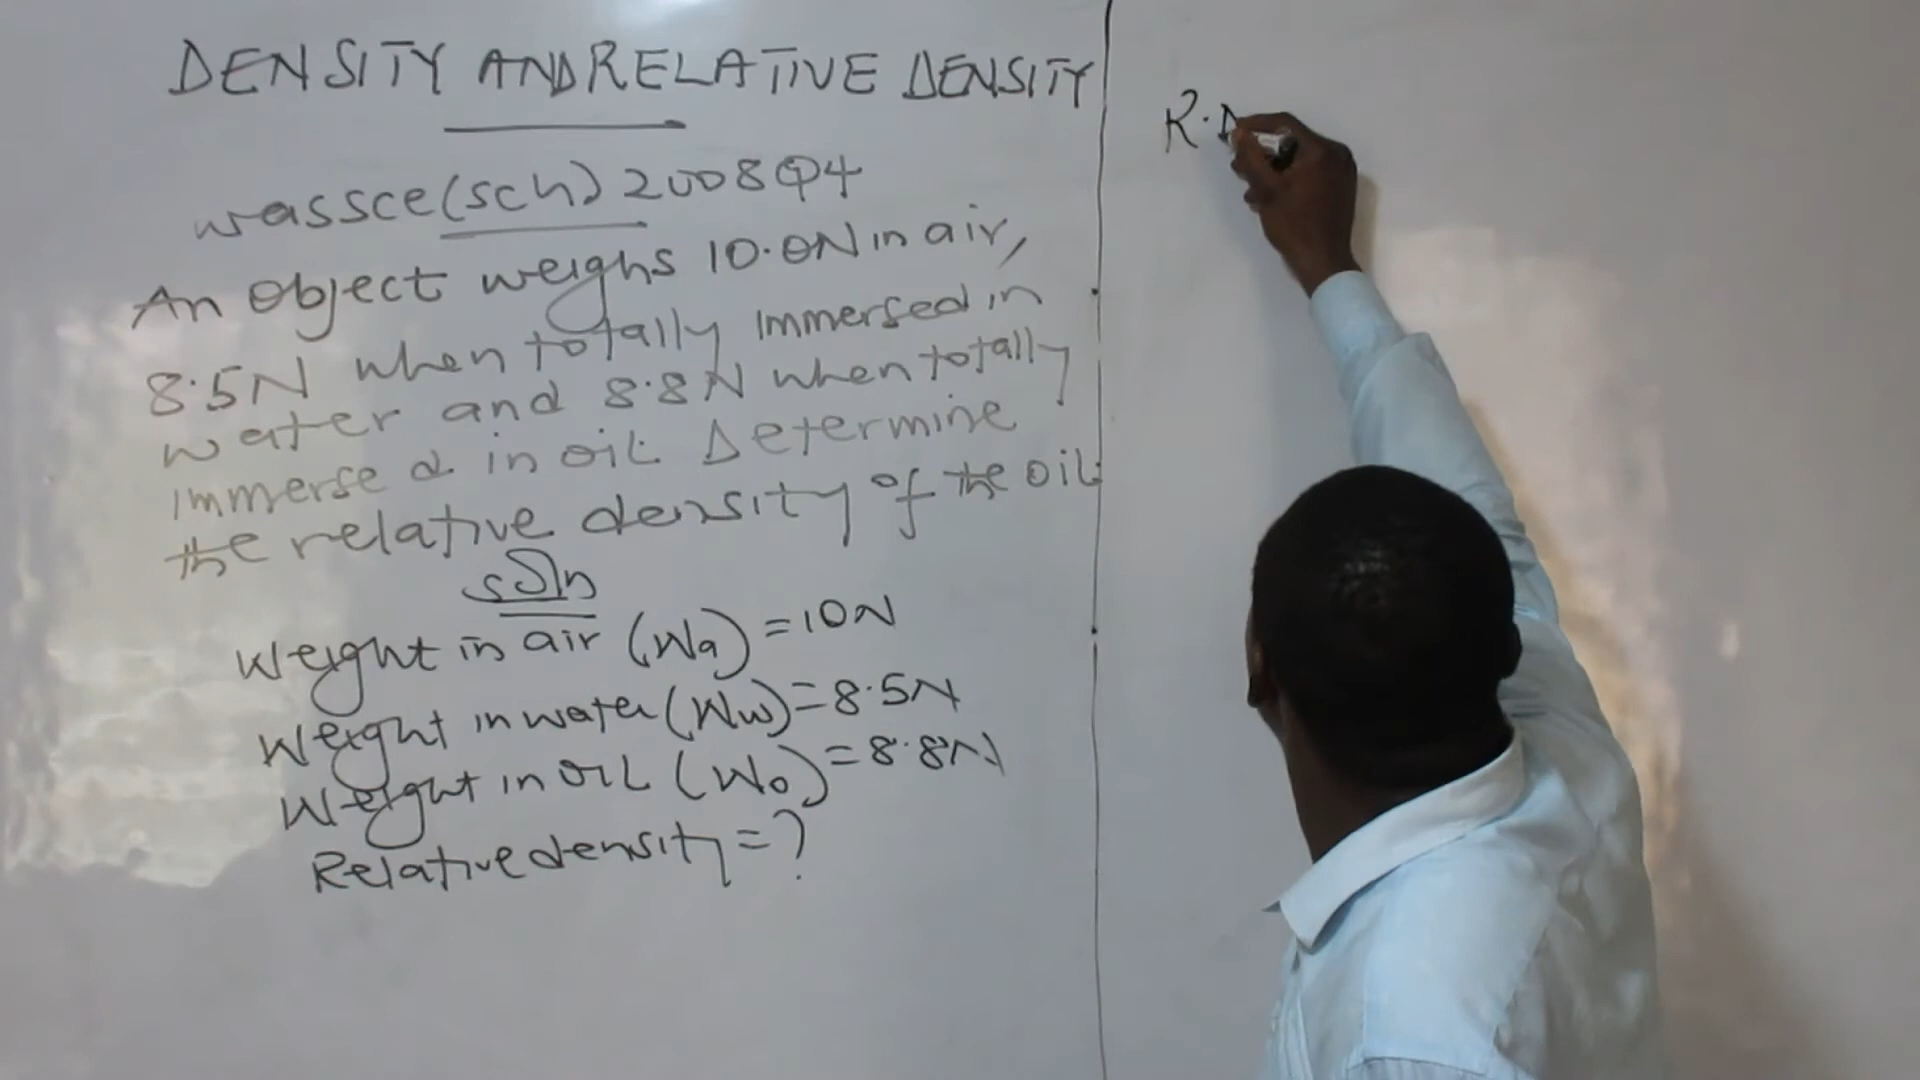 DENSITY AND RELATIVE DENSITY
wassce (sch) 2008 Q4
An object weighs 10.0N in air,
8.5N when totally immersed in
water and 8.8N when totally
immersed in oil. Determine
the relative density of the oil.
soln
Weight in air (Wa) = 10N
Weight in water (Ww) = 8.5N
Weight in oil (Wo) = 8.8N
Relative density = ?
R.D